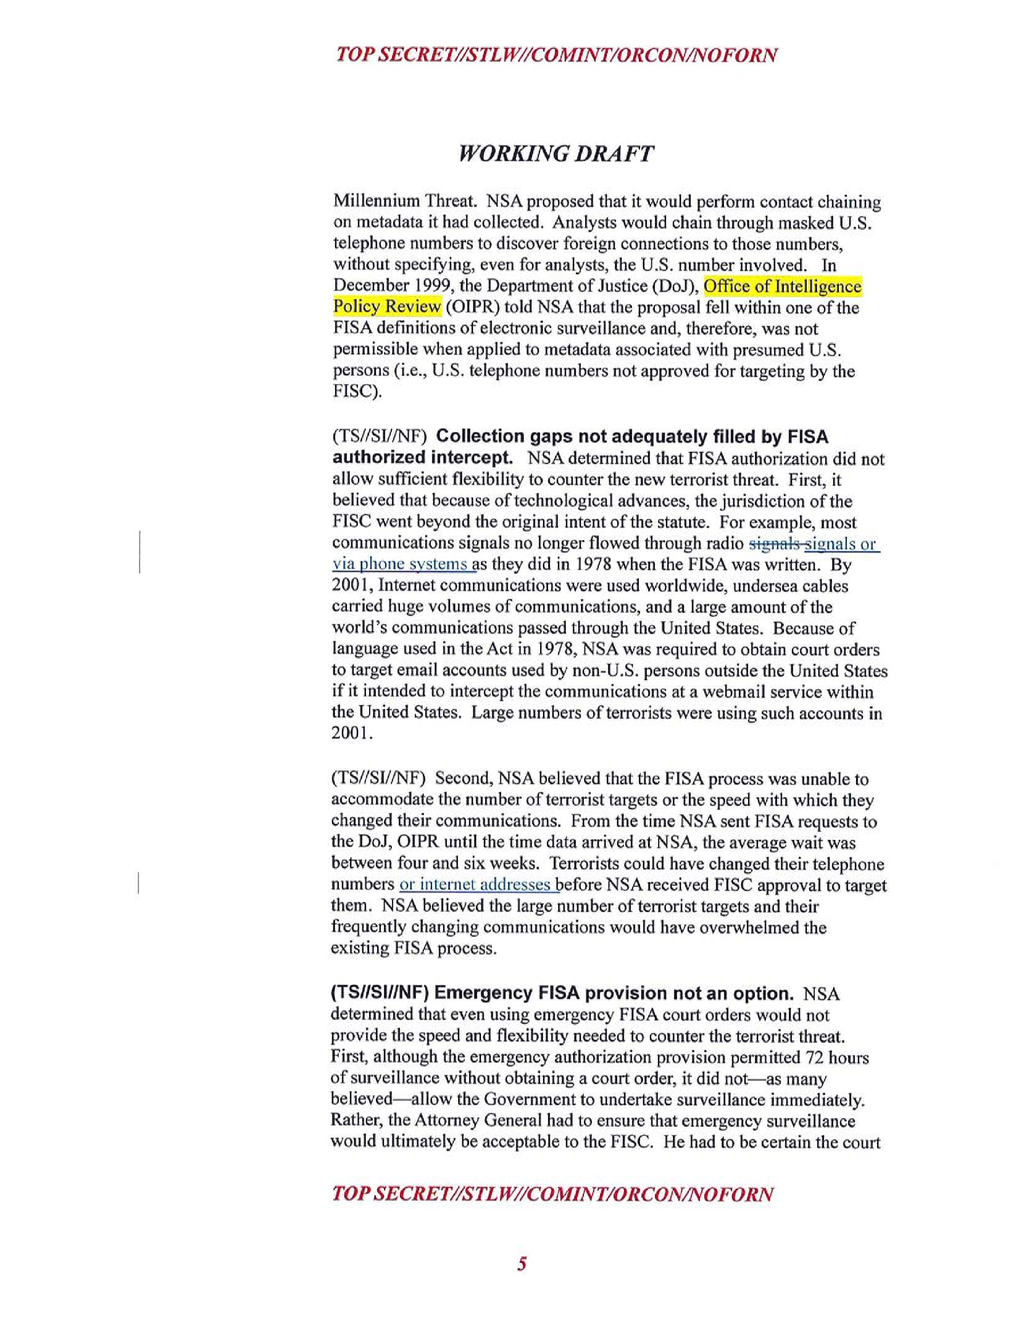 TOP SECRET//STLW//COMINT/ORCON/NOFORN
WORKING DRAFT
Millennium Threat. NSA proposed that it would perform contact chaining
on metadata it had collected. Analysts would chain through masked U.S.
telephone numbers to discover foreign connections to those numbers,
without specifying, even for analysts, the U.S. number involved. In
December 1999, the Department of Justice (DoJ), Office of Intelligence
Policy Review (OIPR) told NSA that the proposal fell within one of the
FISA definitions of electronic surveillance and, therefore, was not
permissible when applied to metadata associated with presumed U.S.
persons (i.e., U.S. telephone numbers not approved for targeting by the
FISC).
(TS//SI//NF) Collection gaps not adequately filled by FISA
authorized intercept. NSA determined that FISA authorization did not
allow sufficient flexibility to counter the new terrorist threat. First, it
believed that because of technological advances, the jurisdiction of the
FISC went beyond the original intent of the statute. For example, most
communications signals no longer flowed through radio signals signals or
via phone systems as they did in 1978 when the FISA was written. By
2001, Internet communications were used worldwide, undersea cables
carried huge volumes of communications, and a large amount of the
world's communications passed through the United States. Because of
language used in the Act in 1978, NSA was required to obtain court orders
to target email accounts used by non-U.S. persons outside the United States
if it intended to intercept the communications at a webmail service within
the United States. Large numbers of terrorists were using such accounts in
2001.
(TS//SI//NF) Second, NSA believed that the FISA process was unable to
accommodate the number of terrorist targets or the speed with which they
changed their communications. From the time NSA sent FISA requests to
the DoJ, OIPR until the time data arrived at NSA, the average wait was
between four and six weeks. Terrorists could have changed their telephone
numbers or internet addresses before NSA received FISC approval to target
them. NSA believed the large number of terrorist targets and their
frequently changing communications would have overwhelmed the
existing FISA process.
(TS//SI//NF) Emergency FISA provision not an option. NSA
determined that even using emergency FISA court orders would not
provide the speed and flexibility needed to counter the terrorist threat.
First, although the emergency authorization provision permitted 72 hours
of surveillance without obtaining a court order, it did not—as many
believed—allow the Government to undertake surveillance immediately.
Rather, the Attorney General had to ensure that emergency surveillance
would ultimately be acceptable to the FISC. He had to be certain the court
TOP SECRET//STLW//COMINT/ORCON/NOFORN
5